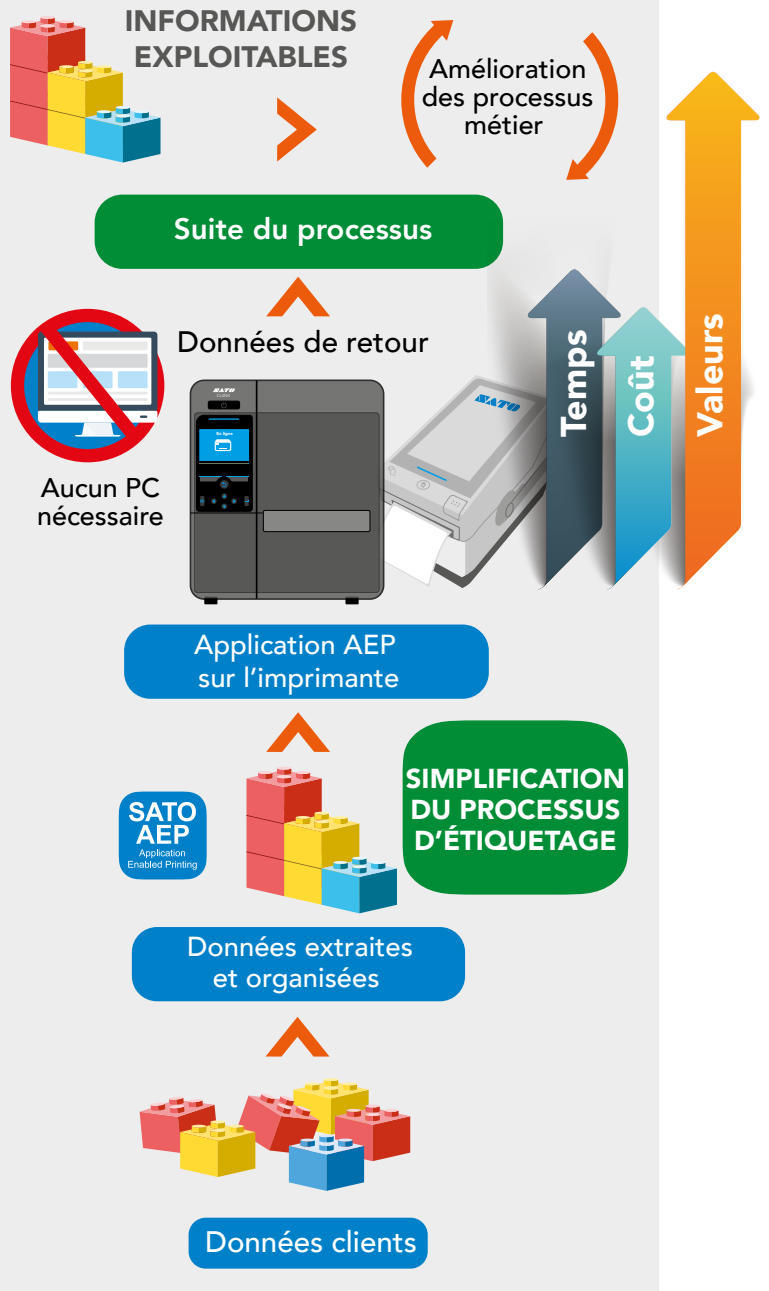 INFORMATIONS
EXPLOITABLES
Amélioration
des processus
métier
Suite du processus
Données de retour
Aucun PC
nécessaire
SATO
En ligne
SATO
Temps
Coût
Valeurs
Application AEP
sur l'imprimante
SIMPLIFICATION
DU PROCESSUS
D'ÉTIQUETAGE
SATO
AEP
Application
Enabled Printing
Données extraites
et organisées
Données clients